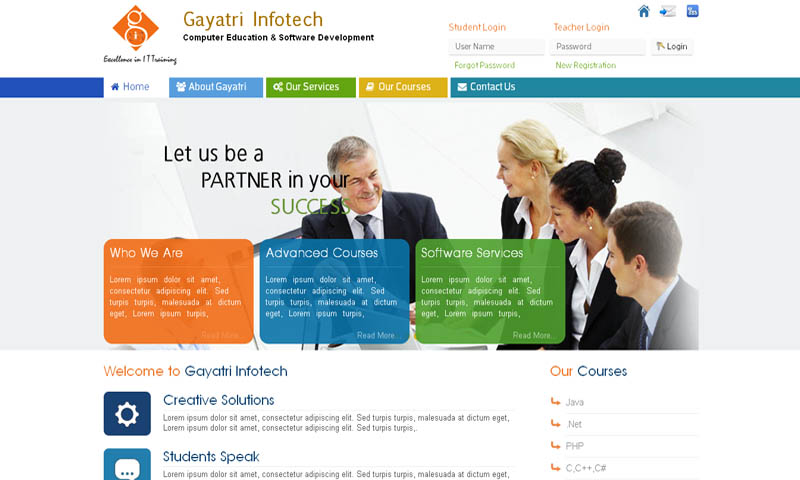 Gayatri Infotech
Computer Education & Software Development
Excellence in IT Training
Student Login
Teacher Login
User Name
Password
Login
Forgot Password
New Registration
Home
About Gayatri
Our Services
Our Courses
Contact Us
Let us be a
PARTNER in your
SUCCESS
Who We Are
Lorem ipsum dolor sit amet,
consectetur adipiscing elit. Sed
turpis turpis, malesuada at dictum
eget, Lorem ipsum turpis,
Read More...
Advanced Courses
Lorem ipsum dolor sit amet,
consectetur adipiscing elit. Sed
turpis turpis, malesuada at dictum
eget, Lorem ipsum turpis,
Read More...
Software Services
Lorem ipsum dolor sit amet,
consectetur adipiscing elit. Sed
turpis turpis, malesuada at dictum
eget, Lorem ipsum turpis,
Read More...
Welcome to Gayatri Infotech
Creative Solutions
Lorem ipsum dolor sit amet, consectetur adipiscing elit. Sed turpis turpis, malesuada at dictum eget,
Lorem ipsum dolor sit amet, consectetur adipiscing elit. Sed turpis turpis,.
Students Speak
Lorem ipsum dolor sit amet, consectetur adipiscing elit. Sed turpis turpis, malesuada at dictum eget,
Our Courses
Java
.Net
PHP
C,C++,C#